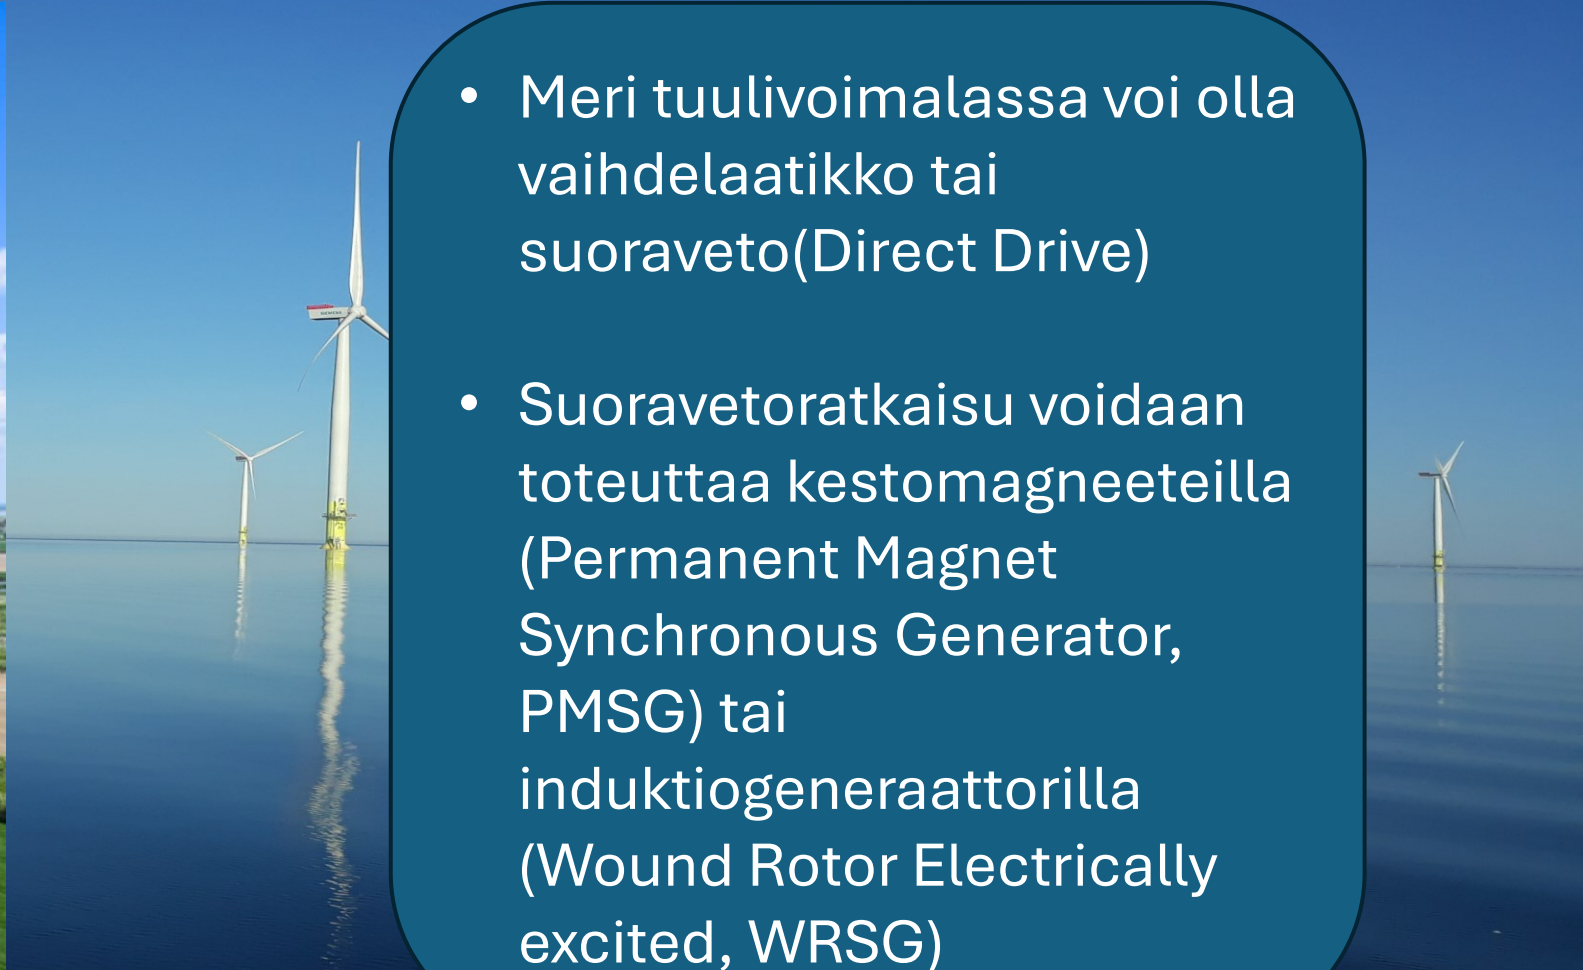 • Meri tuulivoimalassa voi olla
vaihdelaatikko tai
suoraveto(Direct Drive)
• Suoravetoratkaisu voidaan
toteuttaa kestomagneeteilla
(Permanent Magnet
Synchronous Generator,
PMSG) tai
induktiogeneraattorilla
(Wound Rotor Electrically
excited, WRSG)